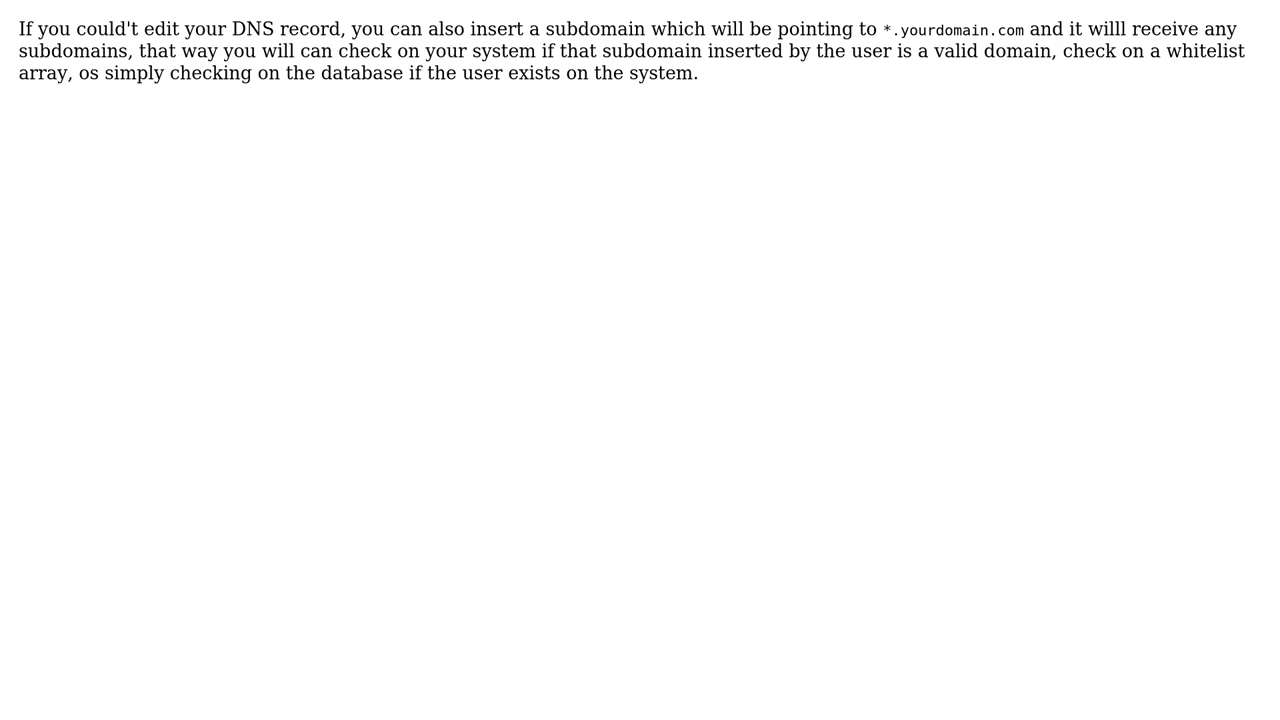 If you could't edit your DNS record, you can also insert a subdomain which will be pointing to *.yourdomain.com and it willl receive any
subdomains, that way you will can check on your system if that subdomain inserted by the user is a valid domain, check on a whitelist
array, os simply checking on the database if the user exists on the system.